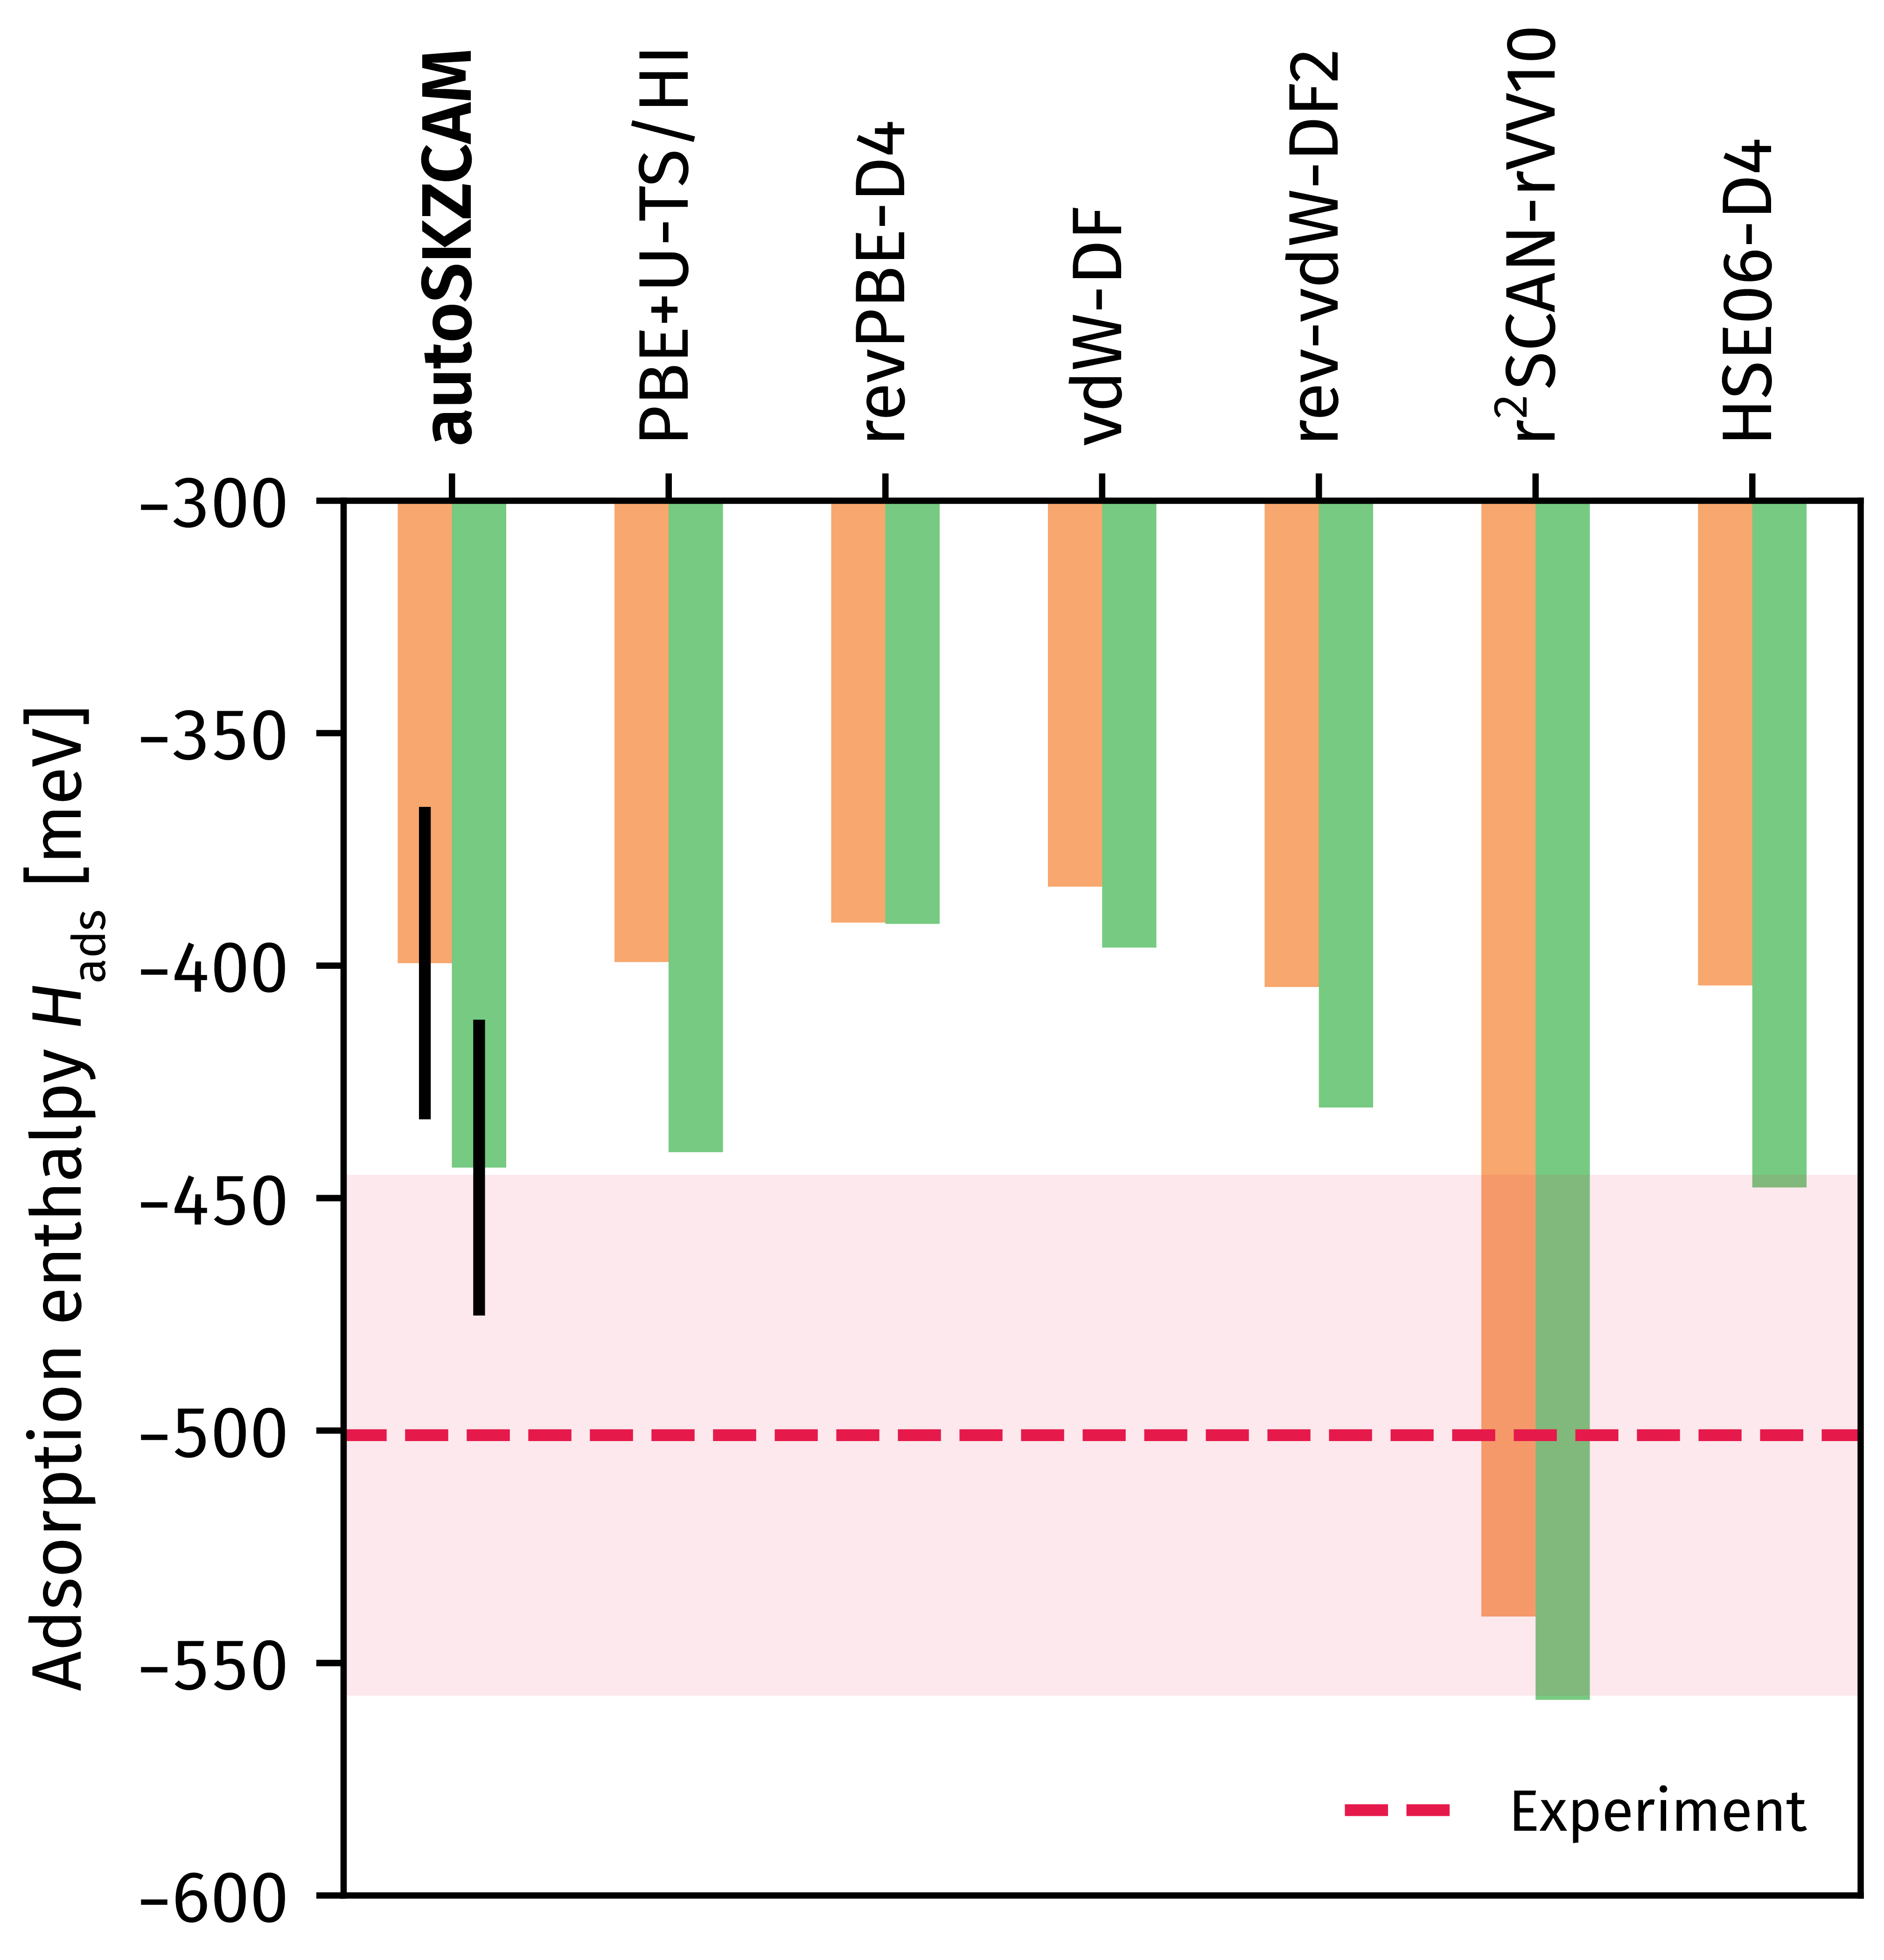 autoSKZCAM
PBE+U-TS/HI
revPBE-D4
vdW-DF
rev-vdW-DF2
r²SCAN-rVV10
HSE06-D4
Adsorption enthalpy H_ads [meV]
-300
-350
-400
-450
-500
-550
-600
Experiment